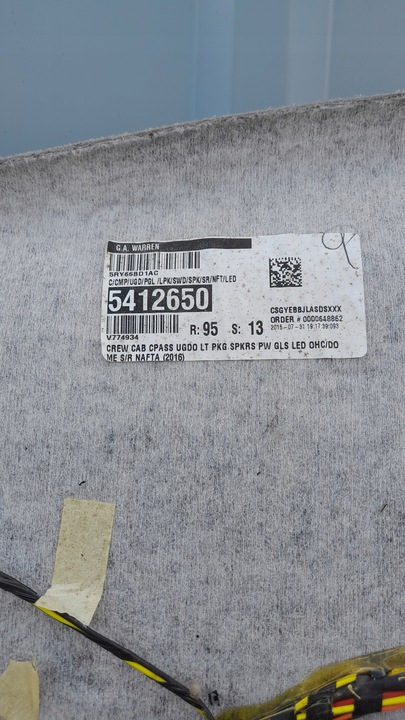 G.A. WARREN
5RY66BD1AC
C/CMP/UGD/PGL /LPK/SWD/SPK/SR/NFT/LED
5412650
CSGYEBBJLASDSXXX
ORDER # 0000648862
2015-07-31 19:17:39:093
R: 95 S: 13
V774934
CREW CAB CPASS UGDO LT PKG SPKRS PW GLS LED OHC/DO
ME S/R NAFTA (2016)